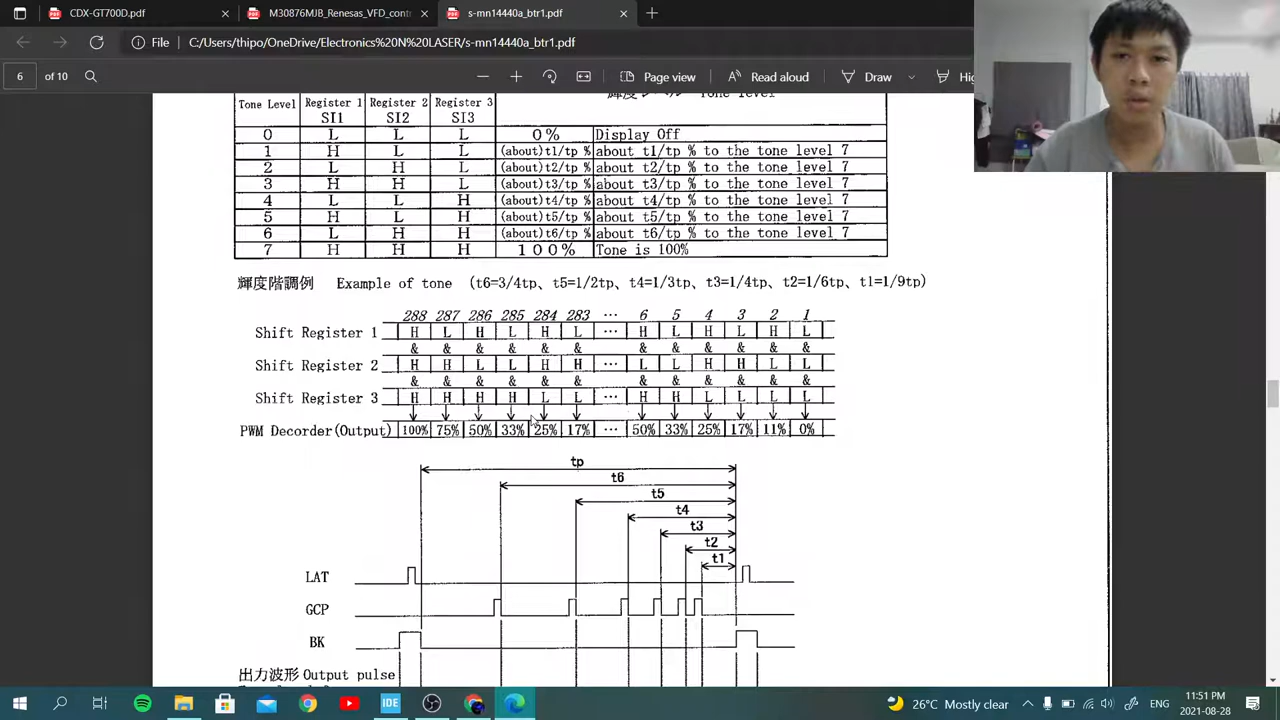 CDX-GT700D.pdf
M30876MJB_Renesas_VFD_cont
s-mn14440a_btr1.pdf
File
C:/Users/thipo/OneDrive/Electronics%20N%20LASER/s-mn14440a_btr1.pdf
6 of 10
Page view
Read aloud
Draw
Hig
Tone Level Register 1 SI1 Register 2 SI2 Register 3 SI3 輝度レベル Tone level
0 L L L 0% Display Off
1 H L L (about)t1/tp % about t1/tp % to the tone level 7
2 L H L (about)t2/tp % about t2/tp % to the tone level 7
3 H H L (about)t3/tp % about t3/tp % to the tone level 7
4 L L H (about)t4/tp % about t4/tp % to the tone level 7
5 H L H (about)t5/tp % about t5/tp % to the tone level 7
6 L H H (about)t6/tp % about t6/tp % to the tone level 7
7 H H H 100% Tone is 100%
輝度階調例 Example of tone (t6=3/4tp、t5=1/2tp、t4=1/3tp、t3=1/4tp、t2=1/6tp、t1=1/9tp)
288 287 286 285 284 283 ... 6 5 4 3 2 1
Shift Register 1 H L H L H L ... H L H L H L
& & & & & & & & & & & &
Shift Register 2 H H L L H H ... L L H H L L
& & & & & & & & & & & &
Shift Register 3 H H H H L L ... H H L L L L
PWM Decorder(Output) 100% 75% 50% 33% 25% 17% ... 50% 33% 25% 17% 11% 0%
tp
t6
t5
t4
t3
t2
t1
LAT
GCP
BK
出力波形 Output pulse
IDE
26°C Mostly clear
11:51 PM
2021-08-28